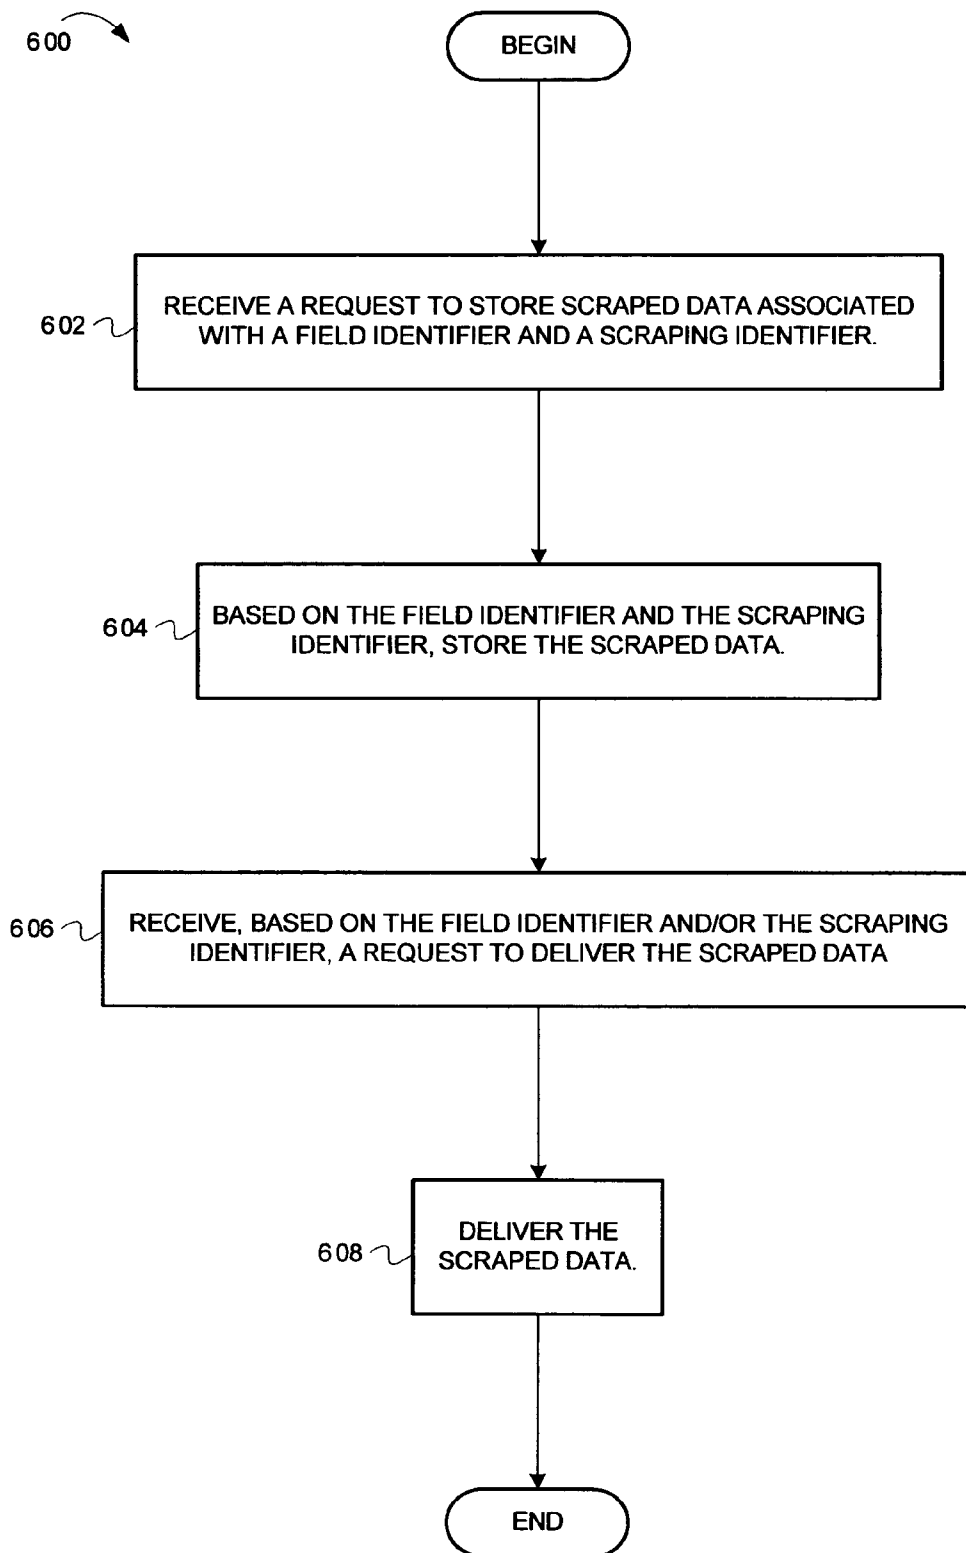 600
BEGIN
602
RECEIVE A REQUEST TO STORE SCRAPED DATA ASSOCIATED
WITH A FIELD IDENTIFIER AND A SCRAPING IDENTIFIER.
604
BASED ON THE FIELD IDENTIFIER AND THE SCRAPING
IDENTIFIER, STORE THE SCRAPED DATA.
606
RECEIVE, BASED ON THE FIELD IDENTIFIER AND/OR THE SCRAPING
IDENTIFIER, A REQUEST TO DELIVER THE SCRAPED DATA
608
DELIVER THE
SCRAPED DATA.
END